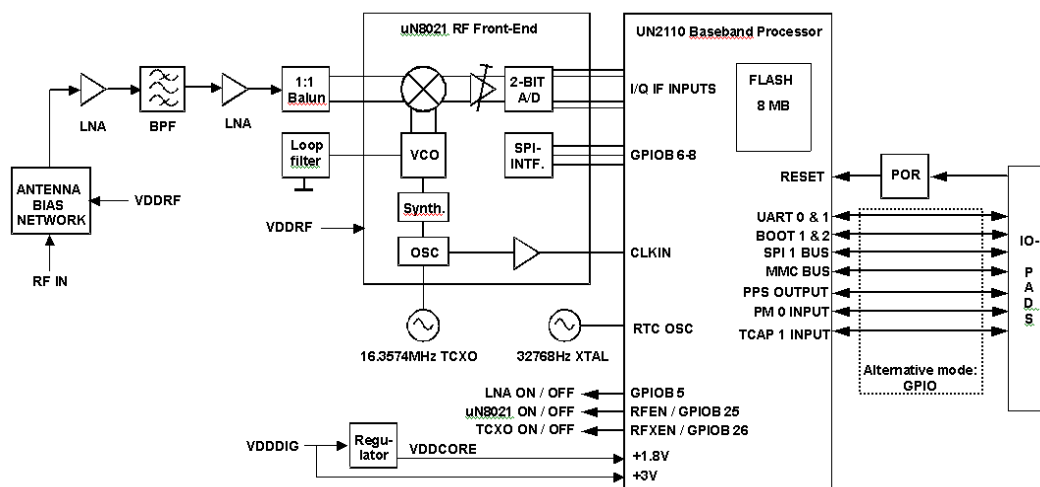 uN8021 RF Front-End
UN2110 Baseband Processor
FLASH
8 MB
1:1
Balun
2-BIT
A/D
I/Q IF INPUTS
LNA
BPF
LNA
Loop
filter
VCO
SPI-
INTF.
GPIOB 6-8
RESET
POR
ANTENNA
BIAS
NETWORK
VDDRF
Synth.
VDDRF
OSC
CLKIN
RF IN
UART 0 & 1
BOOT 1 & 2
SPI 1 BUS
MMC BUS
PPS OUTPUT
PM 0 INPUT
TCAP 1 INPUT
IO-
P
A
D
S
RTC OSC
16.3574MHz TCXO
32768Hz XTAL
Alternative mode:
GPIO
LNA ON / OFF
GPIOB 5
uN8021 ON / OFF
RFEN / GPIOB 25
TCXO ON / OFF
RFXEN / GPIOB 26
VDDDIG
Regu-
lator
VDDCORE
+1.8V
+3V